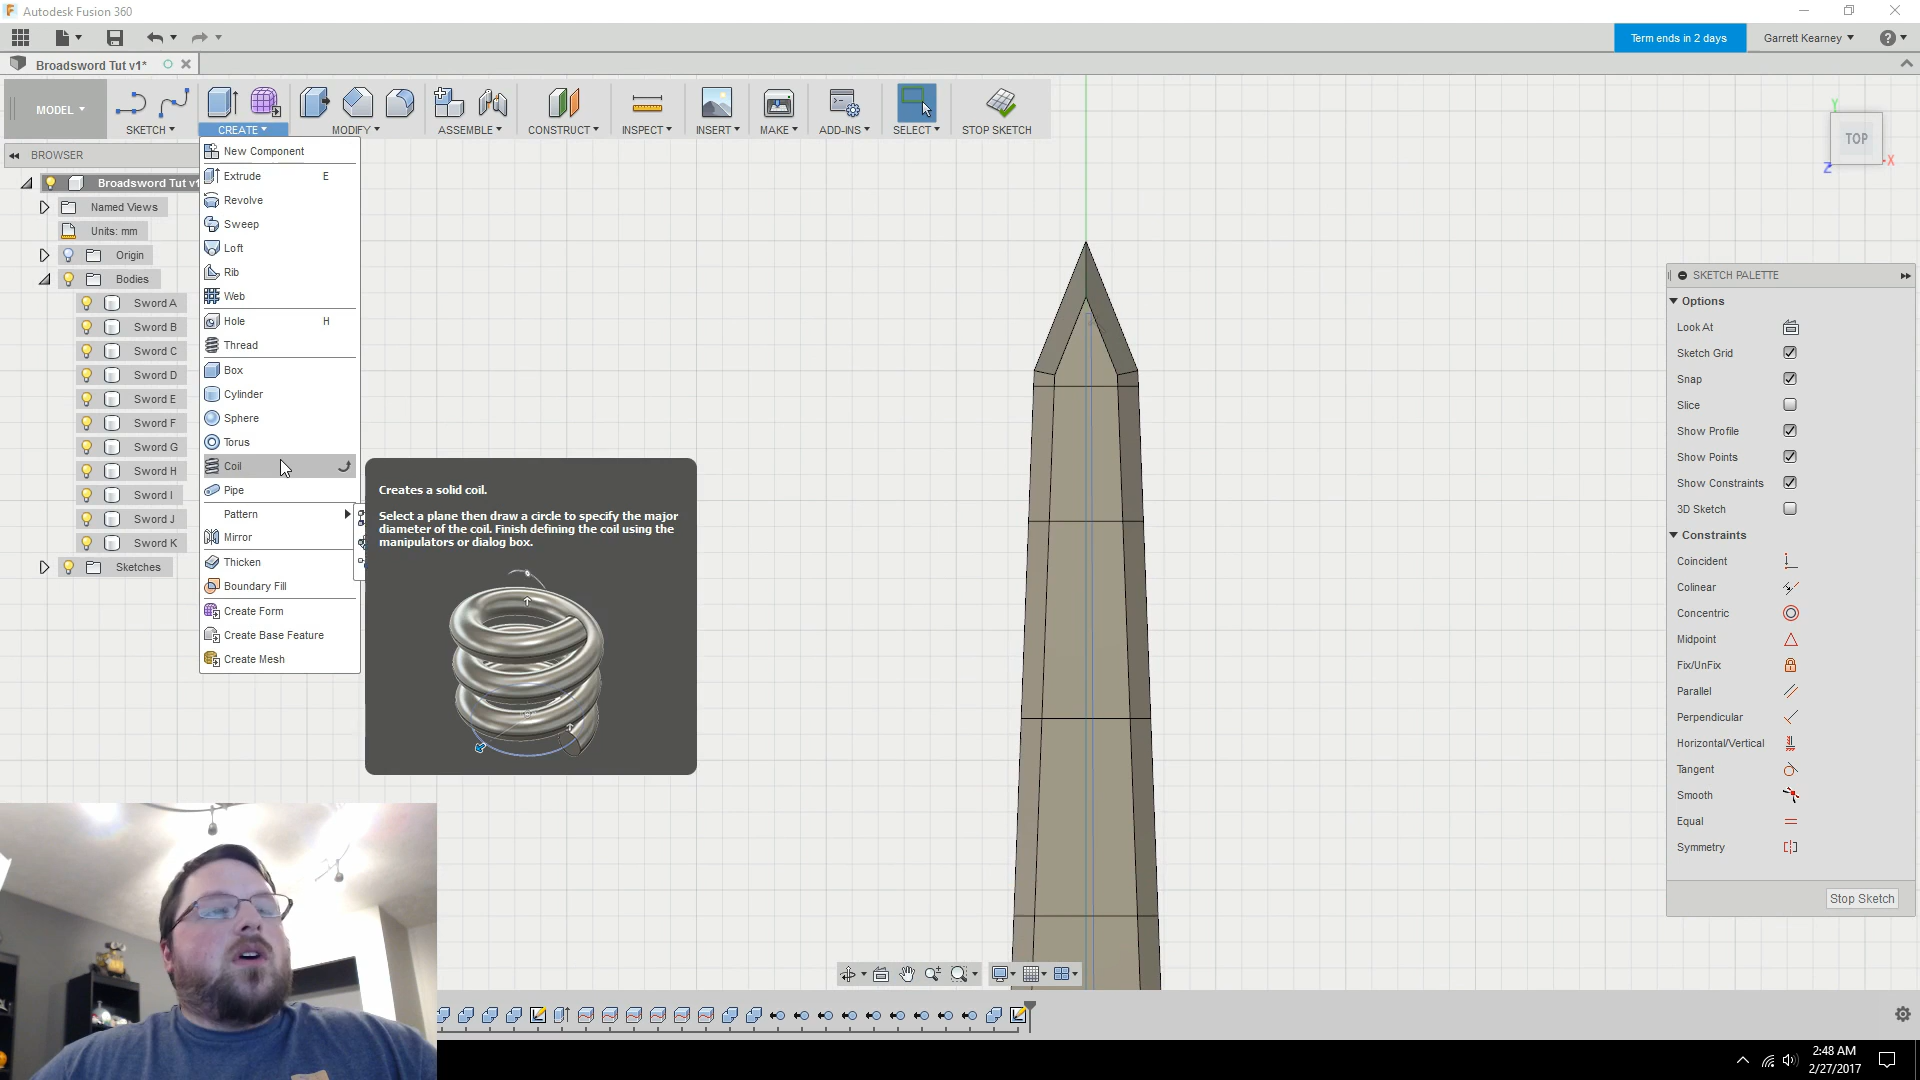 Autodesk Fusion 360
Term ends in 2 days
Garrett Kearney
Broadsword Tut v1*
MODEL
SKETCH
CREATE
MODIFY
ASSEMBLE
CONSTRUCT
INSPECT
INSERT
MAKE
ADD-INS
SELECT
STOP SKETCH
BROWSER
Broadsword Tut v1
Named Views
Units: mm
Origin
Bodies
Sword A
Sword B
Sword C
Sword D
Sword E
Sword F
Sword G
Sword H
Sword I
Sword J
Sword K
Sketches
New Component
Extrude E
Revolve
Sweep
Loft
Rib
Web
Hole H
Thread
Box
Cylinder
Sphere
Torus
Coil
Pipe
Pattern
Mirror
Thicken
Boundary Fill
Create Form
Create Base Feature
Create Mesh
Creates a solid coil.
Select a plane then draw a circle to specify the major
diameter of the coil. Finish defining the coil using the
manipulators or dialog box.
Y
TOP
X
Z
SKETCH PALETTE
Options
Look At
Sketch Grid
Snap
Slice
Show Profile
Show Points
Show Constraints
3D Sketch
Constraints
Coincident
Colinear
Concentric
Midpoint
Fix/UnFix
Parallel
Perpendicular
Horizontal/Vertical
Tangent
Smooth
Equal
Symmetry
Stop Sketch
2:48 AM
2/27/2017